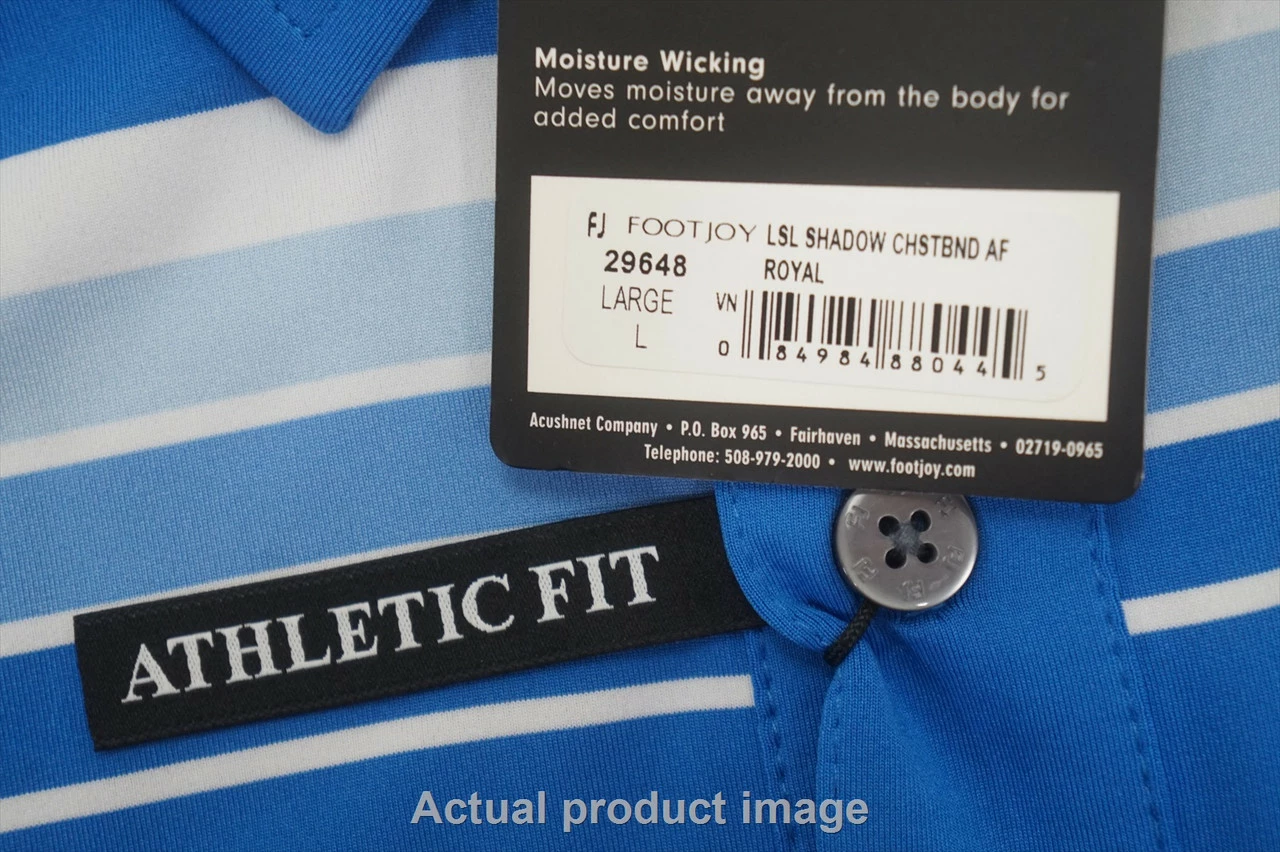 Moisture Wicking
Moves moisture away from the body for
added comfort
FJ FOOTJOY LSL SHADOW CHSTBND AF
29648 ROYAL
LARGE VN
L
0 84984 88044 5
Acushnet Company • P.O. Box 965 • Fairhaven • Massachusetts • 02719-0965
Telephone: 508-979-2000 • www.footjoy.com
ATHLETIC FIT
Actual product image